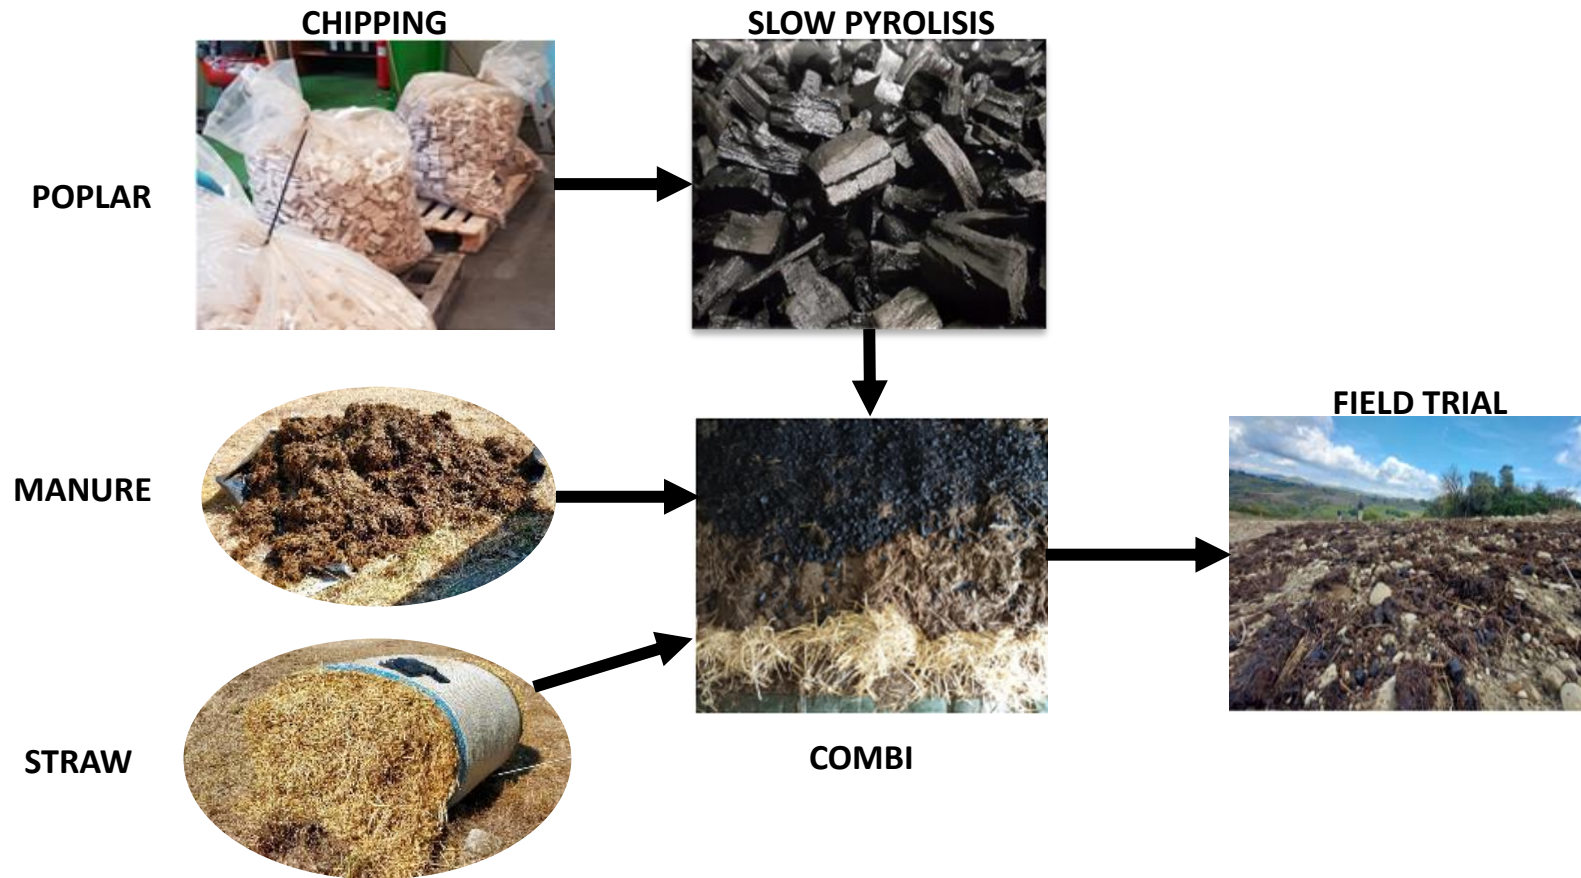 CHIPPING
SLOW PYROLISIS
POPLAR
FIELD TRIAL
MANURE
STRAW
COMBI